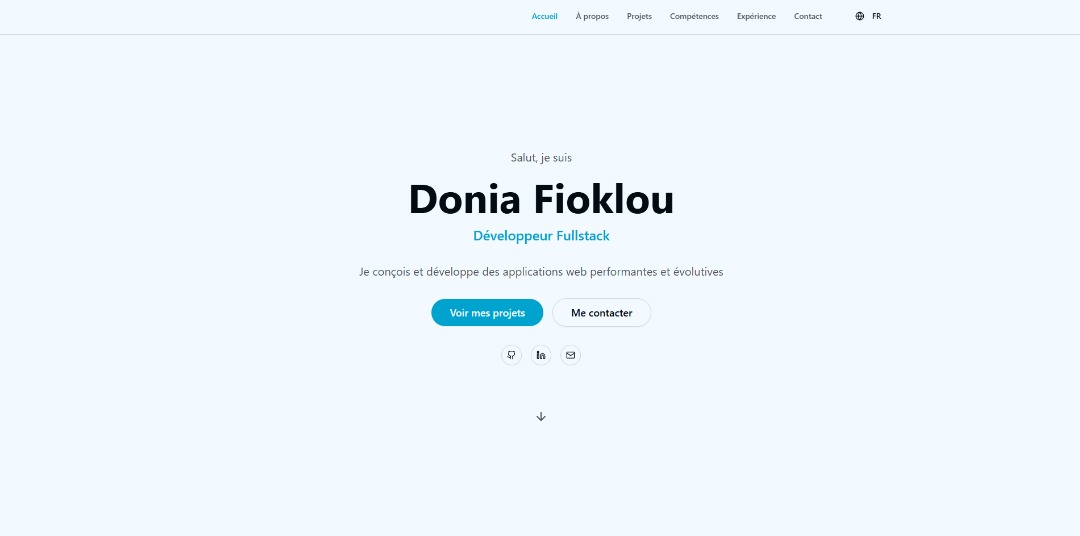 Accueil À propos Projets Compétences Expérience Contact FR
Salut, je suis
Donia Fioklou
Développeur Fullstack
Je conçois et développe des applications web performantes et évolutives
Voir mes projets Me contacter